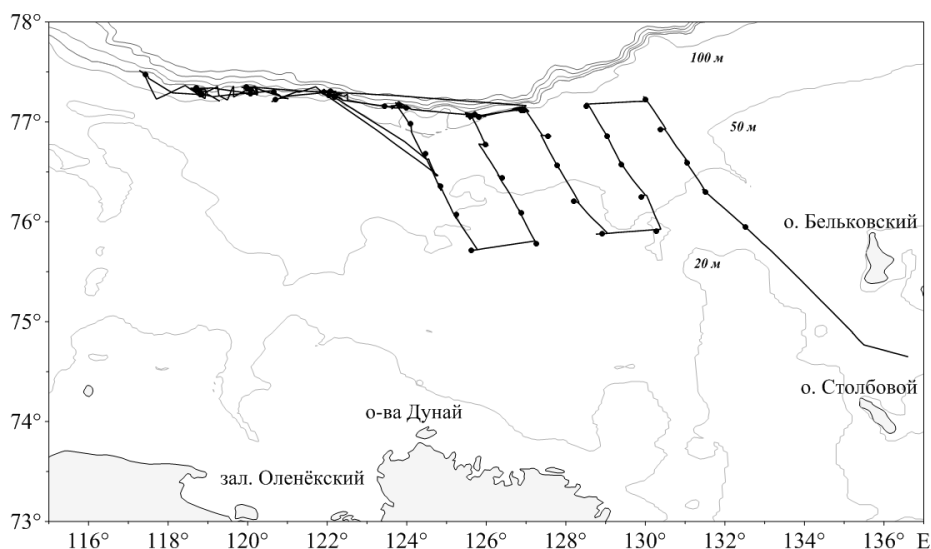 78°
100 м
77°
50 м
76°
о. Бельковский
20 м
75°
о. Столбовой
74°
о-ва Дунай
зал. Оленёкский
73°
116° 118° 120° 122° 124° 126° 128° 130° 132° 134° 136° E